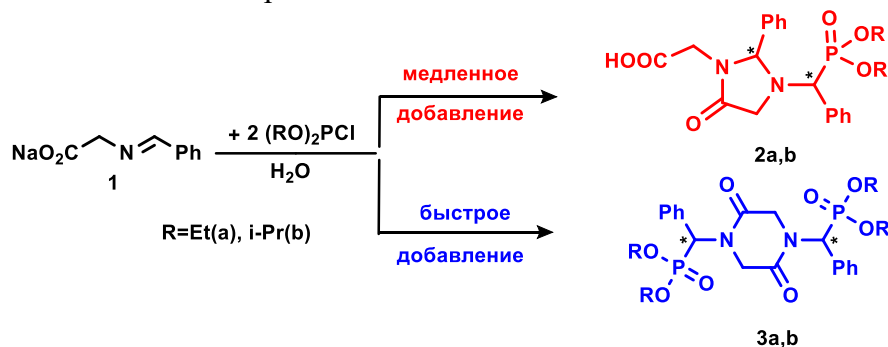 NaO2C
N
Ph
1
+ 2 (RO)2PCl
H2O
R=Et(a), i-Pr(b)
медленное
добавление
HOOC
N
O
Ph
*
N
*
O
P
OR
OR
Ph
2a,b
быстрое
добавление
Ph
*
RO
P
RO
O
N
O
N
O
*
O
P
OR
OR
Ph
3a,b